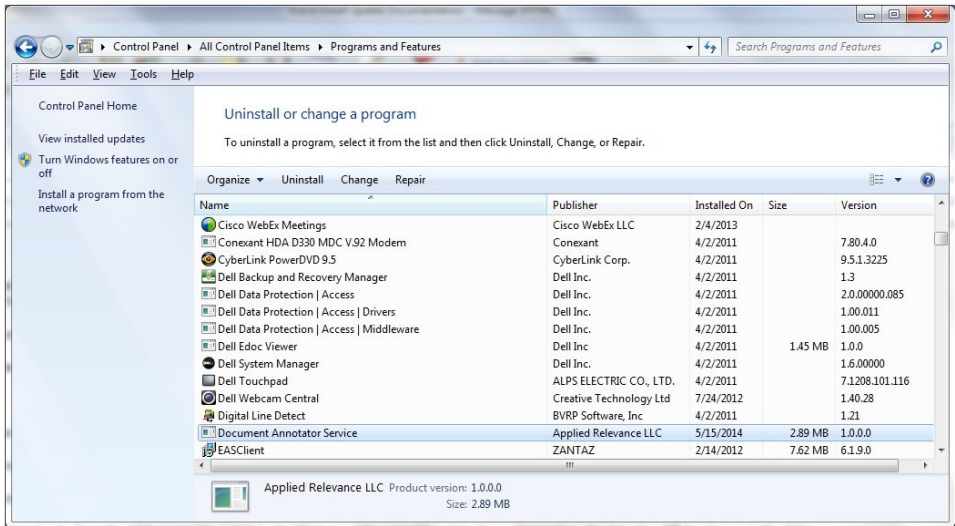 Control Panel ▸ All Control Panel Items ▸ Programs and Features
Search Programs and Features
File Edit View Tools Help
Control Panel Home
View installed updates
Turn Windows features on or
off
Install a program from the
network
Uninstall or change a program
To uninstall a program, select it from the list and then click Uninstall, Change, or Repair.
Organize Uninstall Change Repair
Name Publisher Installed On Size Version
Cisco WebEx Meetings Cisco WebEx LLC 2/4/2013
Conexant HDA D330 MDC V.92 Modem Conexant 4/2/2011 7.80.4.0
CyberLink PowerDVD 9.5 CyberLink Corp. 4/2/2011 9.5.1.3225
Dell Backup and Recovery Manager Dell Inc. 4/2/2011 1.3
Dell Data Protection | Access Dell Inc. 4/2/2011 2.0.00000.085
Dell Data Protection | Access | Drivers Dell Inc. 4/2/2011 1.00.011
Dell Data Protection | Access | Middleware Dell Inc. 4/2/2011 1.00.005
Dell Edoc Viewer Dell Inc 4/2/2011 1.45 MB 1.0.0
Dell System Manager Dell Inc. 4/2/2011 1.6.00000
Dell Touchpad ALPS ELECTRIC CO., LTD. 4/2/2011 7.1208.101.116
Dell Webcam Central Creative Technology Ltd 7/24/2012 1.40.28
Digital Line Detect BVRP Software, Inc 4/2/2011 1.21
Document Annotator Service Applied Relevance LLC 5/15/2014 2.89 MB 1.0.0.0
EASClient ZANTAZ 2/14/2012 7.62 MB 6.1.9.0
Applied Relevance LLC Product version: 1.0.0.0
Size: 2.89 MB